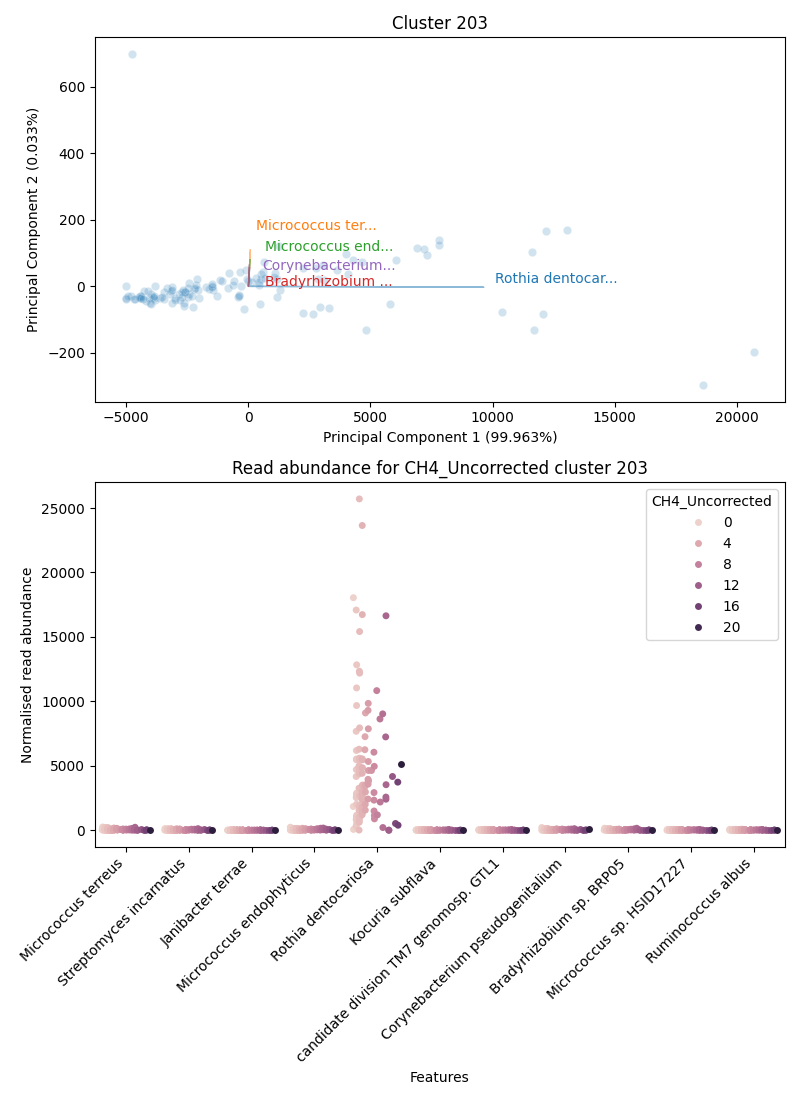 Cluster 203
600
400
200
0
−200
Principal Component 2 (0.033%)
Micrococcus ter...
Micrococcus end...
Corynebacterium...
Bradyrhizobium ...
Rothia dentocar...
−5000
0
5000
10000
15000
20000
Principal Component 1 (99.963%)
Read abundance for CH4_Uncorrected cluster 203
25000
20000
15000
10000
5000
0
Normalised read abundance
CH4_Uncorrected
0
4
8
12
16
20
Micrococcus terreus
Streptomyces incarnatus
Janibacter terrae
Micrococcus endophyticus
Rothia dentocariosa
Kocuria subflava
candidate division TM7 genomosp. GTL1
Corynebacterium pseudogenitalium
Bradyrhizobium sp. BRP05
Micrococcus sp. HSID17227
Ruminococcus albus
Features